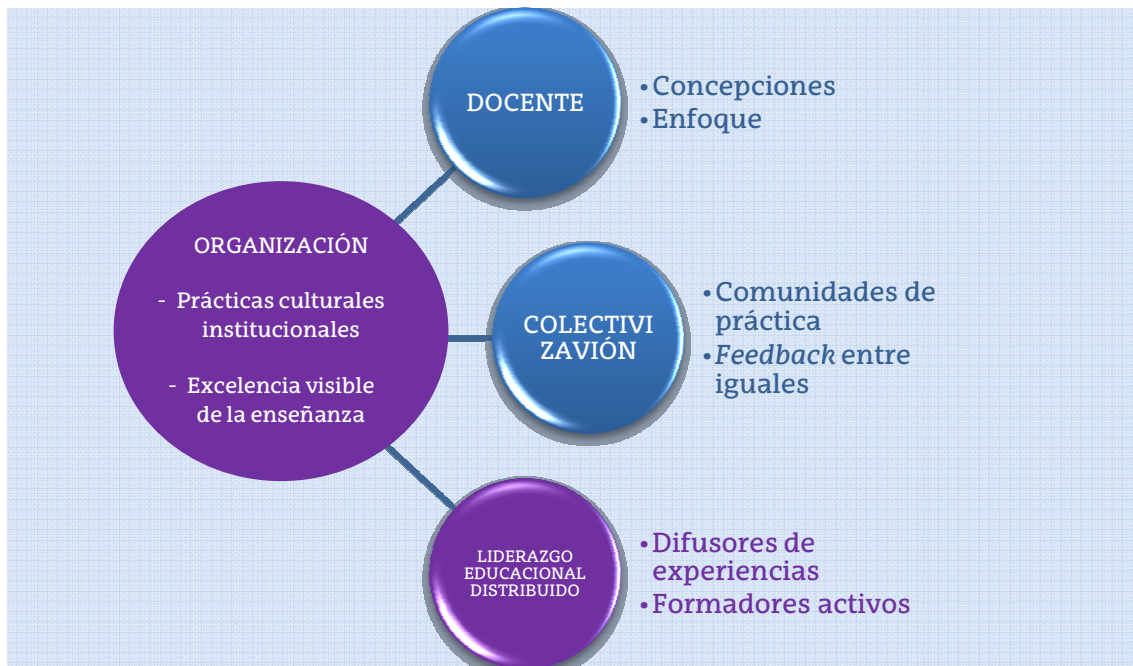 DOCENTE
• Concepciones
• Enfoque
ORGANIZACIÓN
- Prácticas culturales
institucionales
- Excelencia visible
de la enseñanza
COLECTIVI
ZAVIÓN
• Comunidades de
práctica
• Feedback entre
iguales
LIDERAZGO
EDUCACIONAL
DISTRIBUIDO
• Difusores de
experiencias
• Formadores activos